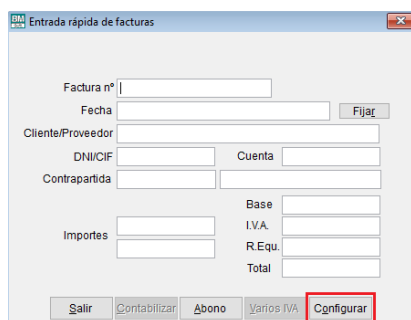 BM Entrada rápida de facturas
Factura nº
Fecha Fijar
Cliente/Proveedor
DNI/CIF Cuenta
Contrapartida
Base
Importes I.V.A.
R.Equ.
Total
Salir Contabilizar Abono Varios IVA Configurar